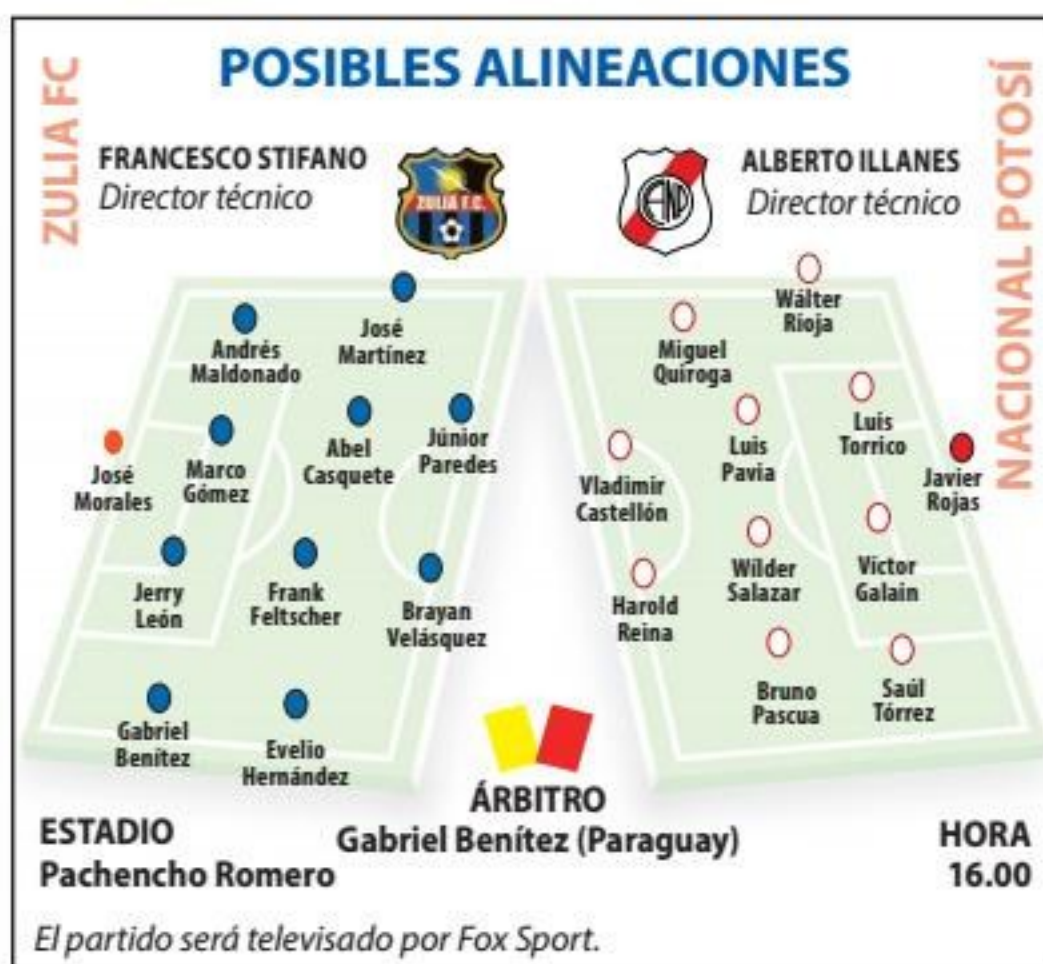 POSIBLES ALINEACIONES
ZULIA FC
FRANCESCO STIFANO
Director técnico
ZULIA F.C.
ALBERTO ILLANES
Director técnico
NACIONAL POTOSÍ
José
Martínez
Andrés
Maldonado
Abel
Casquete
Júnior
Paredes
Marco
Gómez
José
Morales
Jerry
León
Frank
Feltscher
Brayan
Velásquez
Gabriel
Benítez
Evelio
Hernández
Wálter
Rioja
Miguel
Quiroga
Luis
Torrico
Luis
Pavia
Javier
Rojas
Vladimir
Castellón
Wilder
Salazar
Víctor
Galain
Harold
Reina
Bruno
Pascua
Saúl
Tórrez
ÁRBITRO
Gabriel Benítez (Paraguay)
ESTADIO
Pachencho Romero
HORA
16.00
El partido será televisado por Fox Sport.